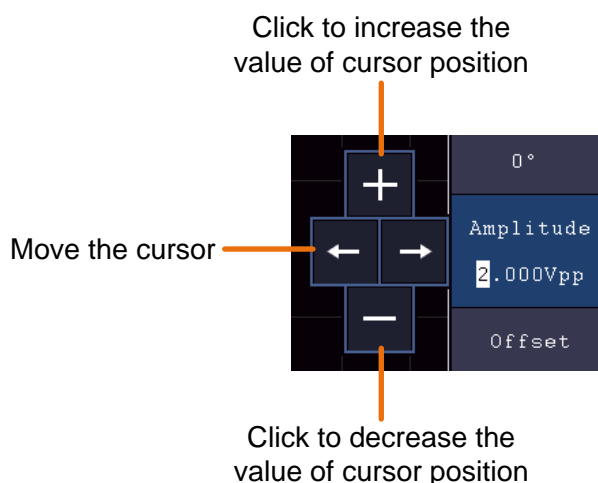 Click to increase the
value of cursor position
+
0°
Move the cursor
← →
Amplitude
2.000Vpp
−
Offset
Click to decrease the
value of cursor position